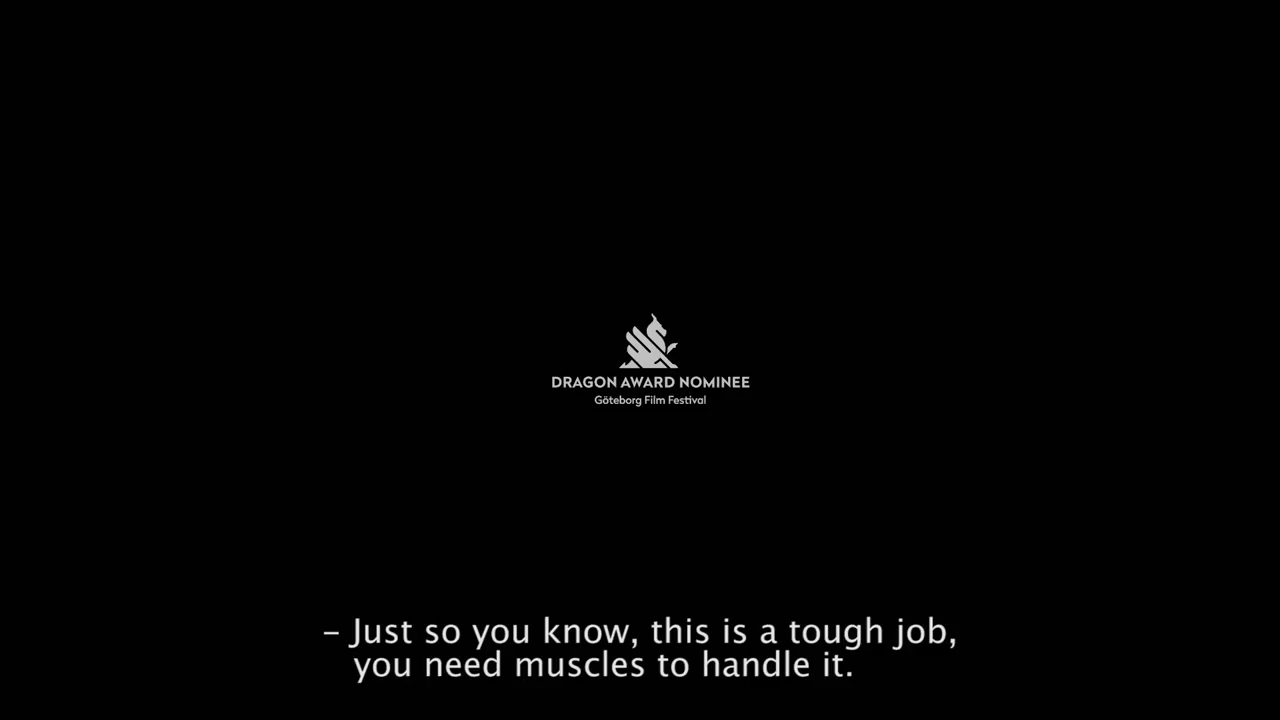 DRAGON AWARD NOMINEE
Göteborg Film Festival
– Just so you know, this is a tough job,
you need muscles to handle it.